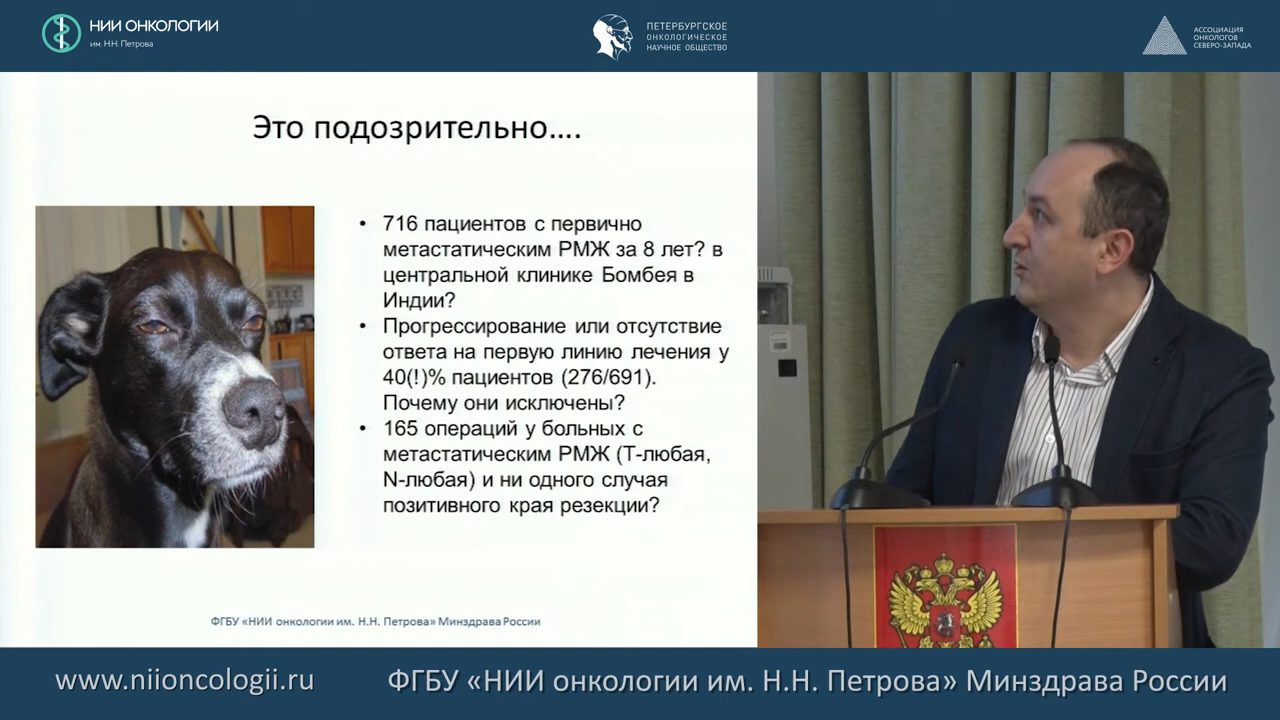 НИИ ОНКОЛОГИИ
им. Н.Н. Петрова
ПЕТЕРБУРГСКОЕ
ОНКОЛОГИЧЕСКОЕ
НАУЧНОЕ ОБЩЕСТВО
АССОЦИАЦИЯ
ОНКОЛОГОВ
СЕВЕРО-ЗАПАДА
Это подозрительно....
• 716 пациентов с первично
метастатическим РМЖ за 8 лет? в
центральной клинике Бомбея в
Индии?
• Прогрессирование или отсутствие
ответа на первую линию лечения у
40(!)% пациентов (276/691).
Почему они исключены?
• 165 операций у больных с
метастатическим РМЖ (Т-любая,
N-любая) и ни одного случая
позитивного края резекции?
ФГБУ «НИИ онкологии им. Н.Н. Петрова» Минздрава России
www.niioncologii.ru
ФГБУ «НИИ онкологии им. Н.Н. Петрова» Минздрава России